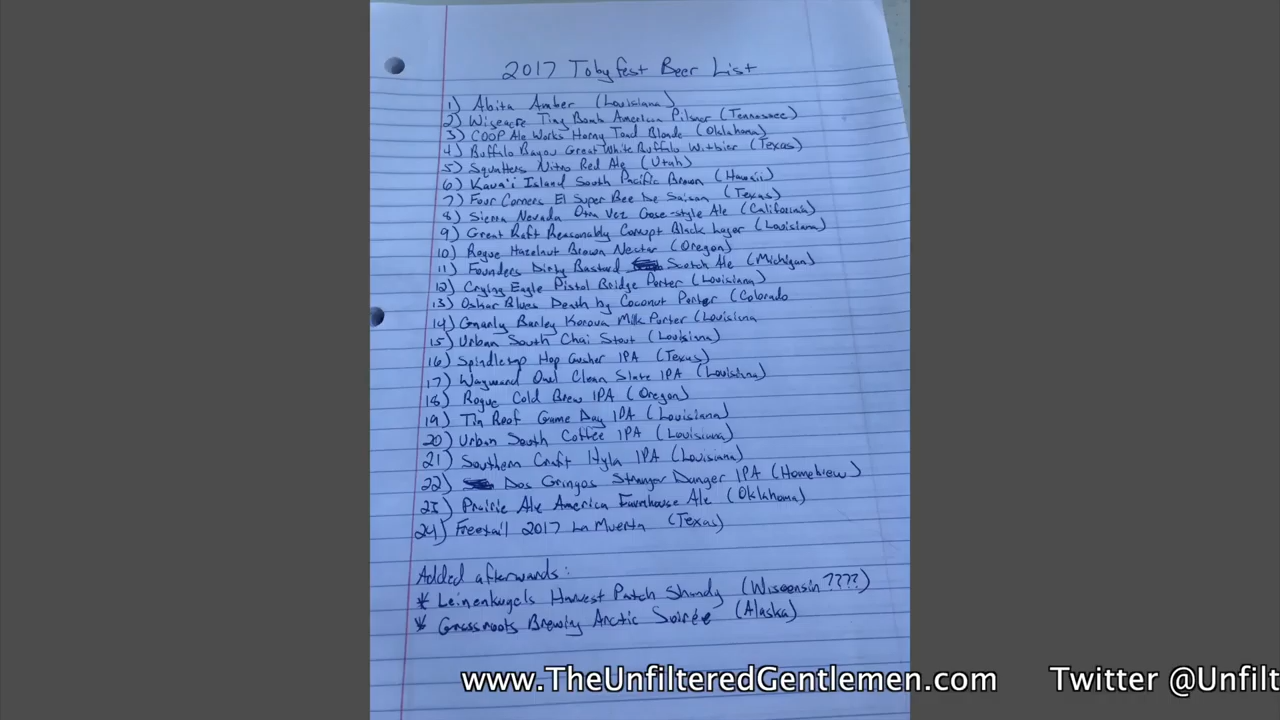 2017 Tobyfest Beer List
1) Abita Amber (Louisiana)
2) Wiseacre Tiny Bomb American Pilsner (Tennessee)
3) COOP Ale Works Horny Toad Blonde (Oklahoma)
4) Buffalo Bayou Great White Buffalo Witbier (Texas)
5) Squatters Nitro Red Ale (Utah)
6) Kaua'i Island South Pacific Brown (Hawaii)
7) Four Corners El Super Bee De Saison (Texas)
8) Sierra Nevada Otra Vez Gose-style Ale (California)
9) Great Raft Reasonably Corrupt Black Lager (Louisiana)
10) Rogue Hazelnut Brown Nectar (Oregon)
11) Founders Dirty Bastard Scotch Ale (Michigan)
12) Crying Eagle Pistol Bridge Porter (Louisiana)
13) Oskar Blues Death by Coconut Porter (Colorado
14) Gnarly Barley Korova Milk Porter (Louisiana
15) Urban South Chai Stout (Louisiana)
16) Spindletap Hop Gusher IPA (Texas)
17) Wayward Owl Clean Slate IPA (Louisiana)
18) Rogue Cold Brew IPA (Oregon)
19) Tin Roof Game Day IPA (Louisiana)
20) Urban South Coffee IPA (Louisiana)
21) Southern Craft Hyla IPA (Louisiana)
22) Dos Gringos Stranger Danger IPA (Homebrew)
23) Prairie Ale America Farmhouse Ale (Oklahoma)
24) Freetail 2017 La Muerta (Texas)
Added afterwards:
* Leinenkugels Harvest Patch Shandy (Wisconsin ????)
* Grassroots Brewing Arctic Soirée (Alaska)
www.TheUnfilteredGentlemen.com Twitter @Unfilt